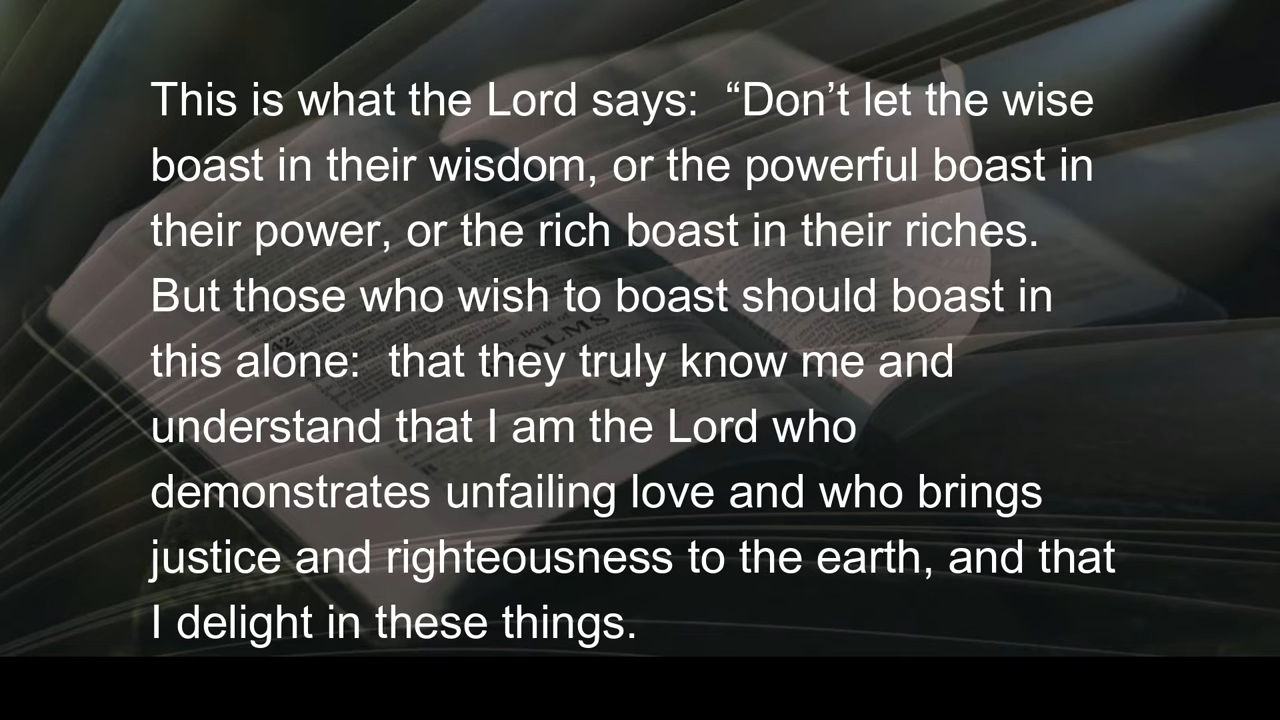 This is what the Lord says:  “Don’t let the wise
boast in their wisdom, or the powerful boast in
their power, or the rich boast in their riches.
But those who wish to boast should boast in
this alone:  that they truly know me and
understand that I am the Lord who
demonstrates unfailing love and who brings
justice and righteousness to the earth, and that
I delight in these things.
The Book
ALMS